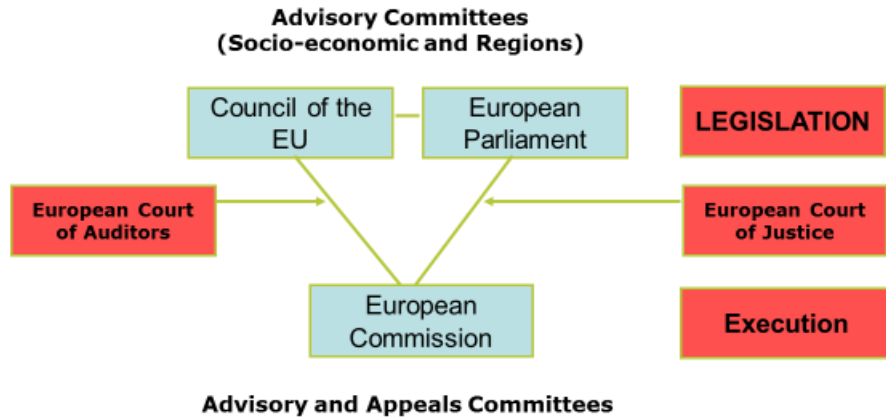 Advisory Committees
(Socio-economic and Regions)
Council of the
EU
European
Parliament
LEGISLATION
European Court
of Auditors
European Court
of Justice
European
Commission
Execution
Advisory and Appeals Committees